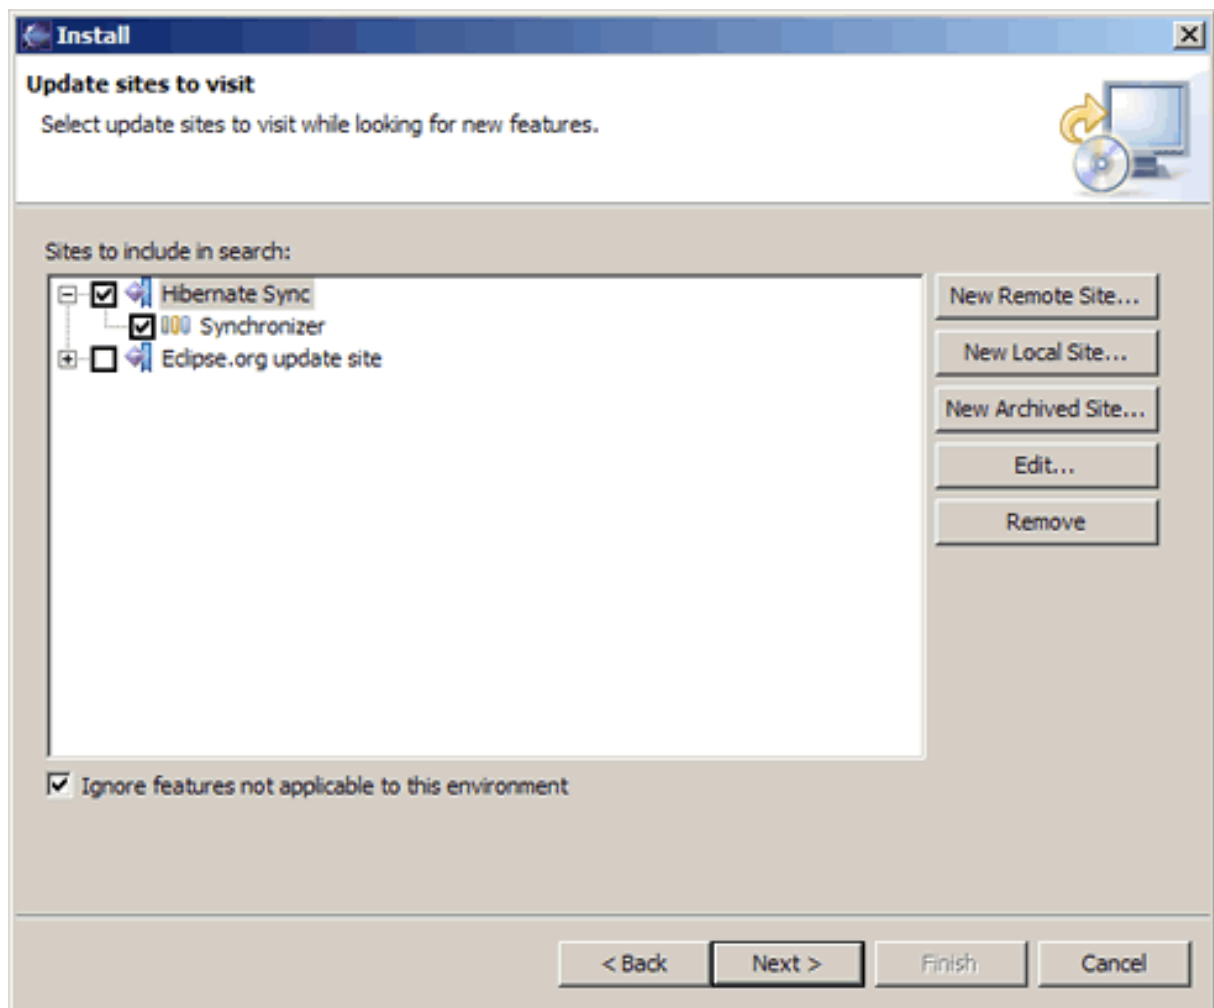 Install
Update sites to visit
Select update sites to visit while looking for new features.
Sites to include in search:
Hibernate Sync
Synchronizer
Eclipse.org update site
New Remote Site...
New Local Site...
New Archived Site...
Edit...
Remove
Ignore features not applicable to this environment
< Back
Next >
Finish
Cancel